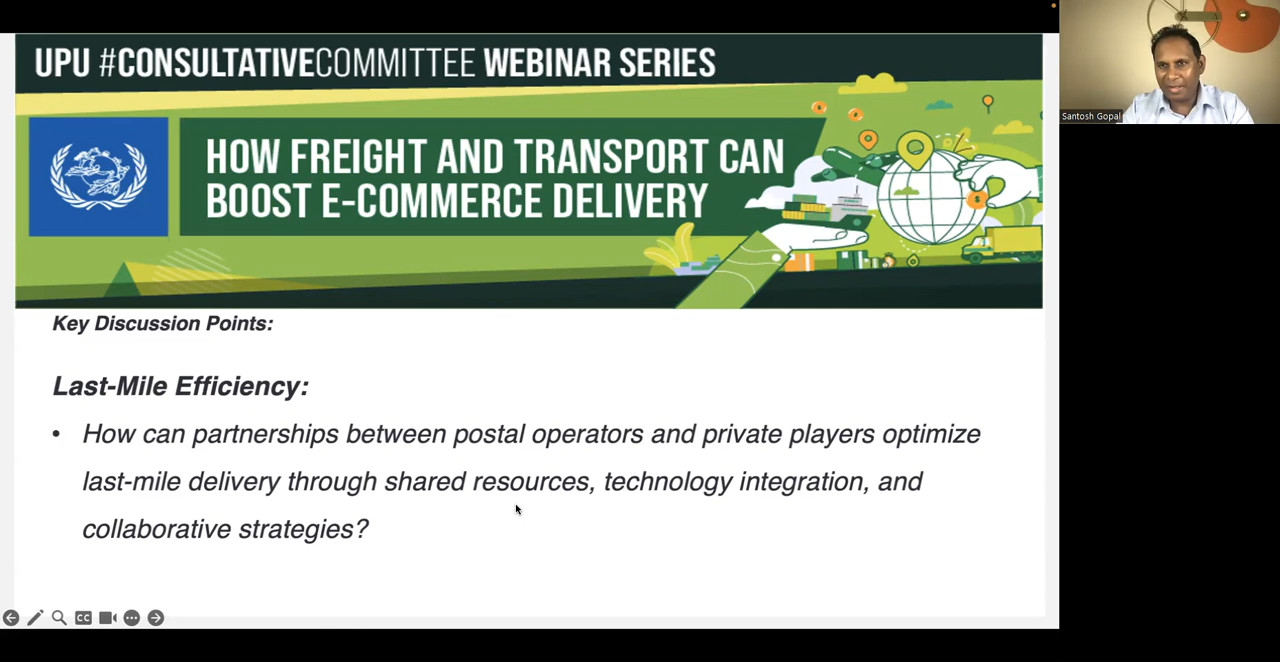 UPU #CONSULTATIVECOMMITTEE WEBINAR SERIES
HOW FREIGHT AND TRANSPORT CAN
BOOST E-COMMERCE DELIVERY
Santosh Gopal
Key Discussion Points:
Last-Mile Efficiency:
• How can partnerships between postal operators and private players optimize
last-mile delivery through shared resources, technology integration, and
collaborative strategies?
CC